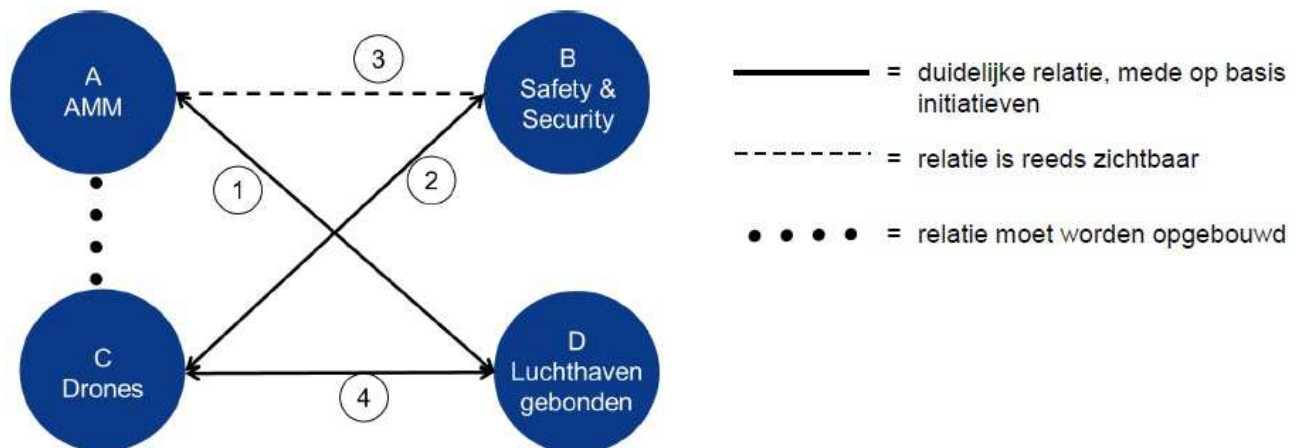 A
AMM
3
B
Safety &
Security
1
2
C
Drones
4
D
Luchthaven
gebonden
= duidelijke relatie, mede op basis
initiatieven
= relatie is reeds zichtbaar
= relatie moet worden opgebouwd